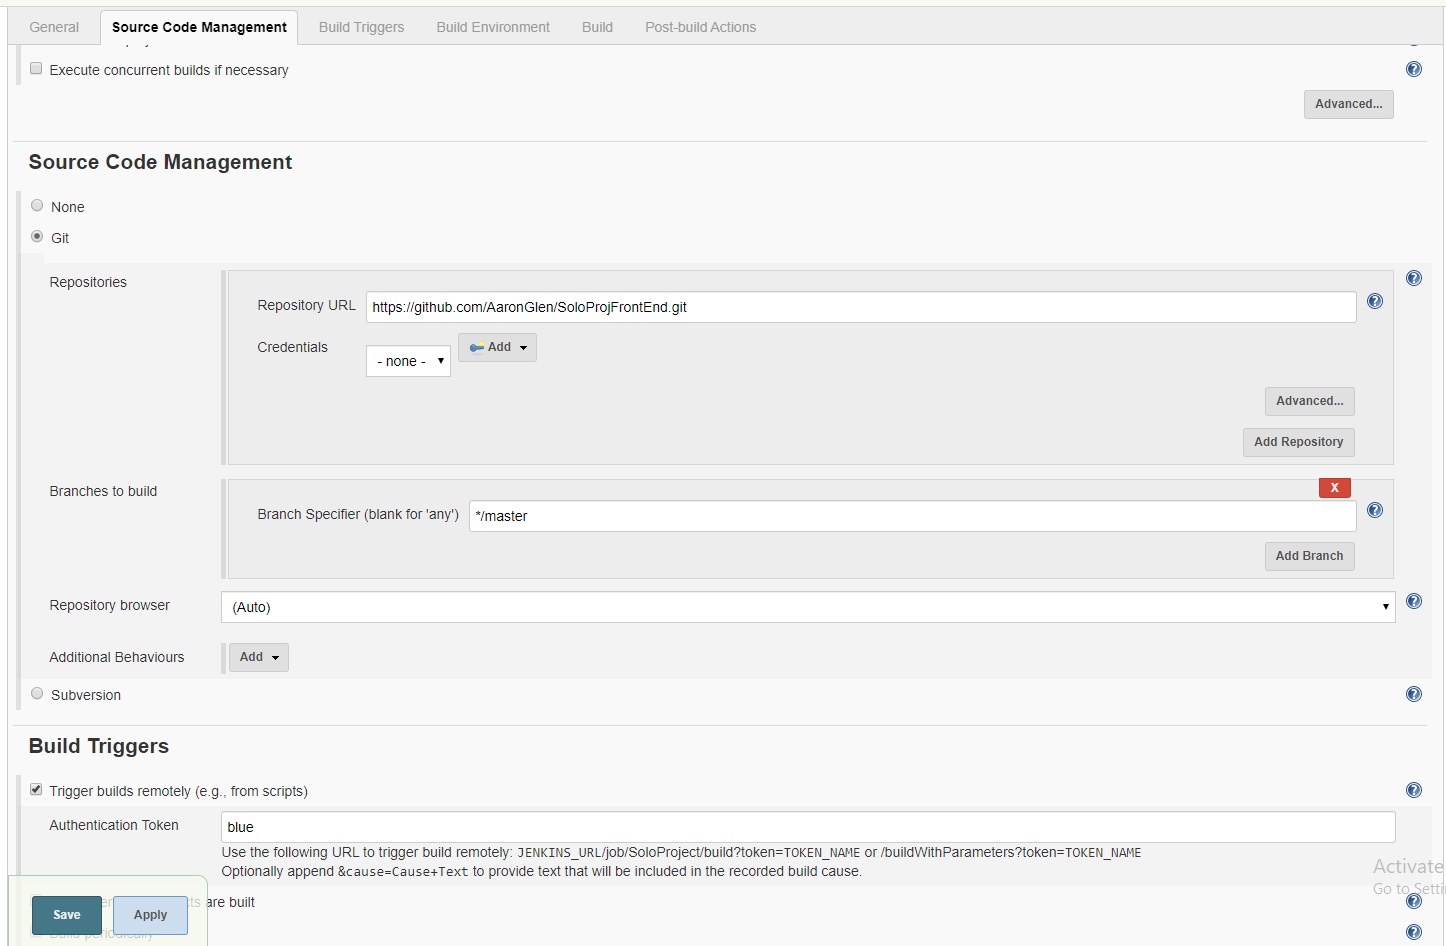 General Source Code Management Build Triggers Build Environment Build Post-build Actions
Execute concurrent builds if necessary
Advanced...
Source Code Management
None
Git
Repositories
Repository URL https://github.com/AaronGlen/SoloProjFrontEnd.git
Credentials - none - Add
Advanced...
Add Repository
Branches to build
X
Branch Specifier (blank for 'any') */master
Add Branch
Repository browser (Auto)
Additional Behaviours Add
Subversion
Build Triggers
Trigger builds remotely (e.g., from scripts)
Authentication Token blue
Use the following URL to trigger build remotely: JENKINS_URL/job/SoloProject/build?token=TOKEN_NAME or /buildWithParameters?token=TOKEN_NAME
Optionally append &cause=Cause+Text to provide text that will be included in the recorded build cause.
Activate
Go to Setti
are built
Save Apply
Build periodically